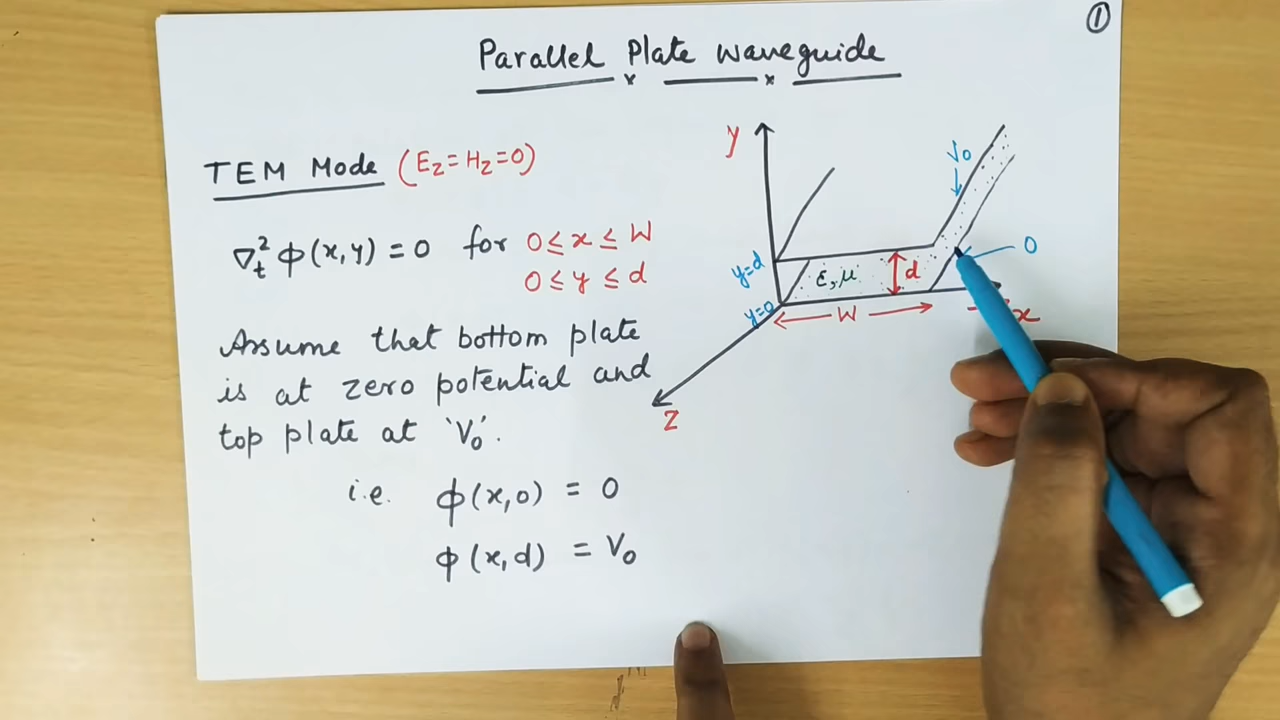 ①
Parallel Plate waveguide
TEM Mode (Ez=Hz=0)
∇t² ϕ(x,y) = 0 for 0≤x≤W
0≤y≤d
Assume that bottom plate
is at zero potential and
top plate at 'V₀'.
i.e. ϕ(x,0) = 0
ϕ(x,d) = V₀
y
V₀
0
y=d
ε,μ
d
y=0
W
x
Z